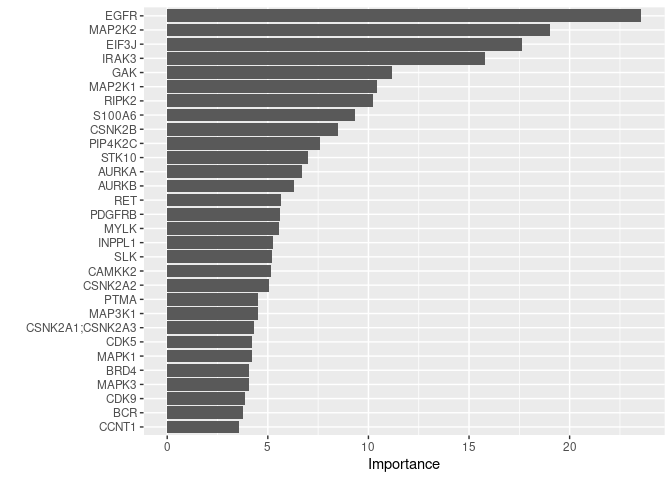 EGFR
MAP2K2
EIF3J
IRAK3
GAK
MAP2K1
RIPK2
S100A6
CSNK2B
PIP4K2C
STK10
AURKA
AURKB
RET
PDGFRB
MYLK
INPPL1
SLK
CAMKK2
CSNK2A2
PTMA
MAP3K1
CSNK2A1;CSNK2A3
CDK5
MAPK1
BRD4
MAPK3
CDK9
BCR
CCNT1
0 5 10 15 20
Importance